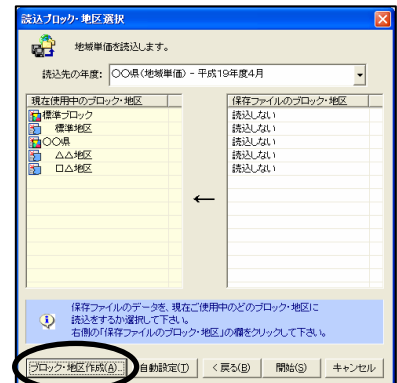 読込ブロック・地区選択
地域単価を読込します。
読込先の年度: 〇〇県(地域単価) - 平成19年度4月
現在使用中のブロック・地区
標準ブロック
標準地区
〇〇県
△△地区
□△地区
←
保存ファイルのブロック・地区
読込しない
読込しない
読込しない
読込しない
読込しない
保存ファイルのデータを、現在ご使用中のどのブロック・地区に
読込をするか選択して下さい。
右側の「保存ファイルのブロック・地区」の欄をクリックして下さい。
ブロック・地区作成(A)...
自動設定(T)
< 戻る(B)
開始(S)
キャンセル